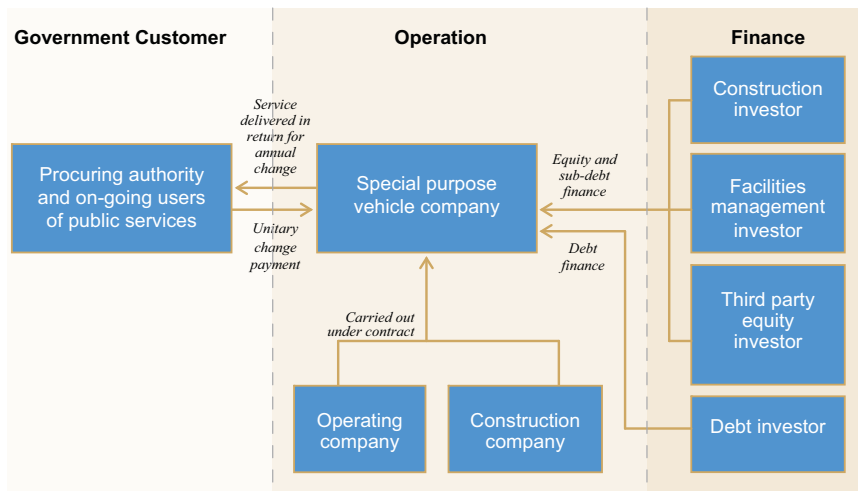 Government Customer
Operation
Finance
Service
delivered in
return for
annual
change
Procuring authority
and on-going users
of public services
Unitary
change
payment
Special purpose
vehicle company
Equity and
sub-debt
finance
Debt
finance
Carried out
under contract
Operating
company
Construction
company
Construction
investor
Facilities
management
investor
Third party
equity
investor
Debt investor